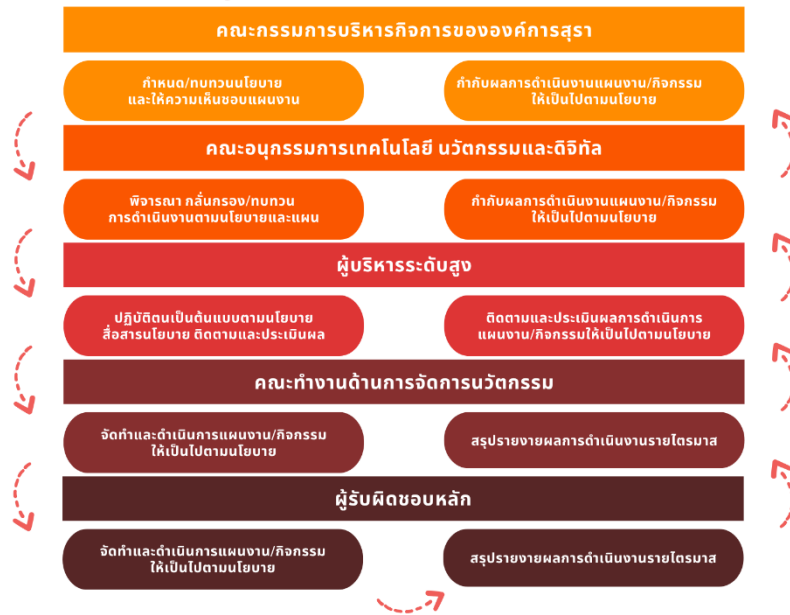 คณะกรรมการบริหารกิจการขององค์การสุรา
กำหนด/ทบทวนนโยบาย
และให้ความเห็นชอบแผนงาน
กำกับผลการดำเนินงานแผนงาน/กิจกรรม
ให้เป็นไปตามนโยบาย
คณะอนุกรรมการเทคโนโลยี นวัตกรรมและดิจิทัล
พิจารณา กลั่นกรอง/ทบทวน
การดำเนินงานตามนโยบายและแผน
กำกับผลการดำเนินงานแผนงาน/กิจกรรม
ให้เป็นไปตามนโยบาย
ผู้บริหารระดับสูง
ปฏิบัติตนเป็นต้นแบบตามนโยบาย
สื่อสารนโยบาย ติดตามและประเมินผล
ติดตามและประเมินผลการดำเนินการ
แผนงาน/กิจกรรมให้เป็นไปตามนโยบาย
คณะทำงานด้านการจัดการนวัตกรรม
จัดทำและดำเนินการแผนงาน/กิจกรรม
ให้เป็นไปตามนโยบาย
สรุปรายงายผลการดำเนินงานรายไตรมาส
ผู้รับผิดชอบหลัก
จัดทำและดำเนินการแผนงาน/กิจกรรม
ให้เป็นไปตามนโยบาย
สรุปรายงายผลการดำเนินงานรายไตรมาส